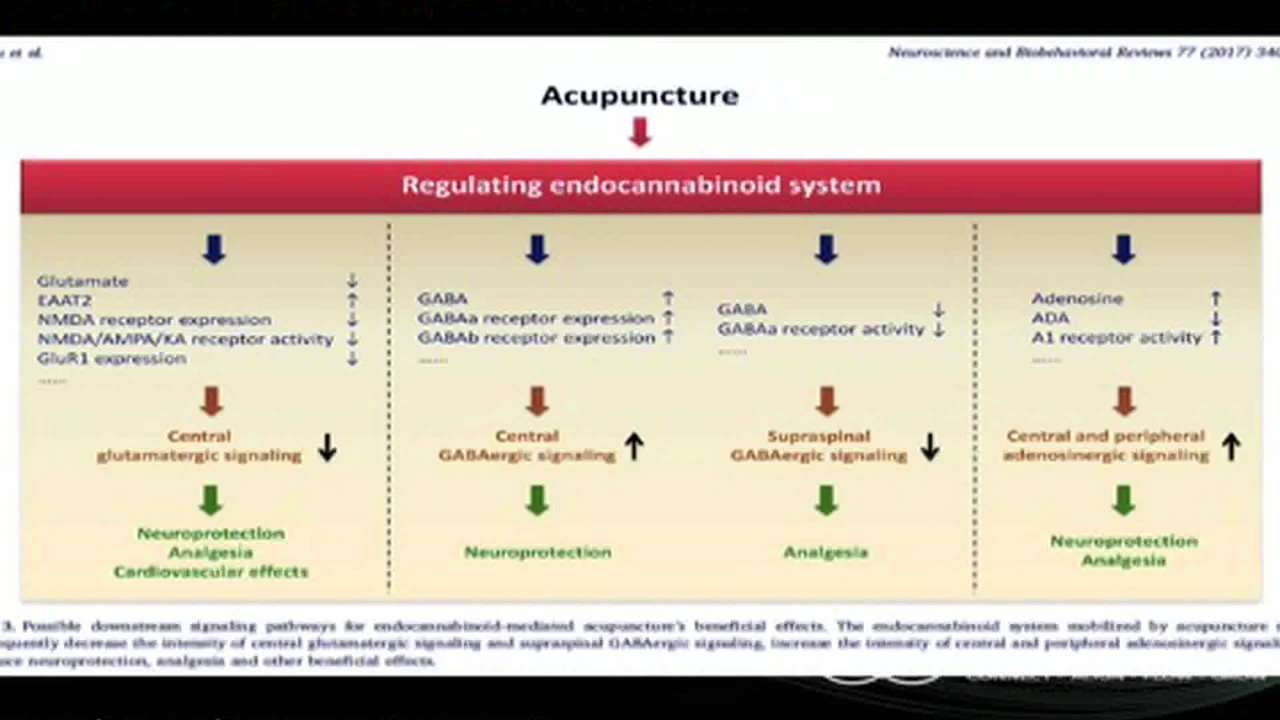 et al.
Neuroscience and Biobehavioral Reviews 77 (2017) 340
Acupuncture
Regulating endocannabinoid system
Glutamate ↓
EAAT2 ↑
NMDA receptor expression ↓
NMDA/AMPA/KA receptor activity ↓
GluR1 expression ↓
......
Central
glutamatergic signaling ↓
Neuroprotection
Analgesia
Cardiovascular effects
GABA ↑
GABAa receptor expression ↑
GABAb receptor expression ↑
......
Central
GABAergic signaling ↑
Neuroprotection
GABA ↓
GABAa receptor activity ↓
......
Supraspinal
GABAergic signaling ↓
Analgesia
Adenosine ↑
ADA ↓
A1 receptor activity ↑
......
Central and peripheral
adenosinergic signaling ↑
Neuroprotection
Analgesia
3. Possible downstream signaling pathways for endocannabinoid-mediated acupuncture's beneficial effects. The endocannabinoid system mobilized by acupuncture
quently decrease the intensity of central glutamatergic signaling and supraspinal GABAergic signaling, increase the intensity of central and peripheral adenosinergic
neuroprotection, analgesia and other beneficial effects.